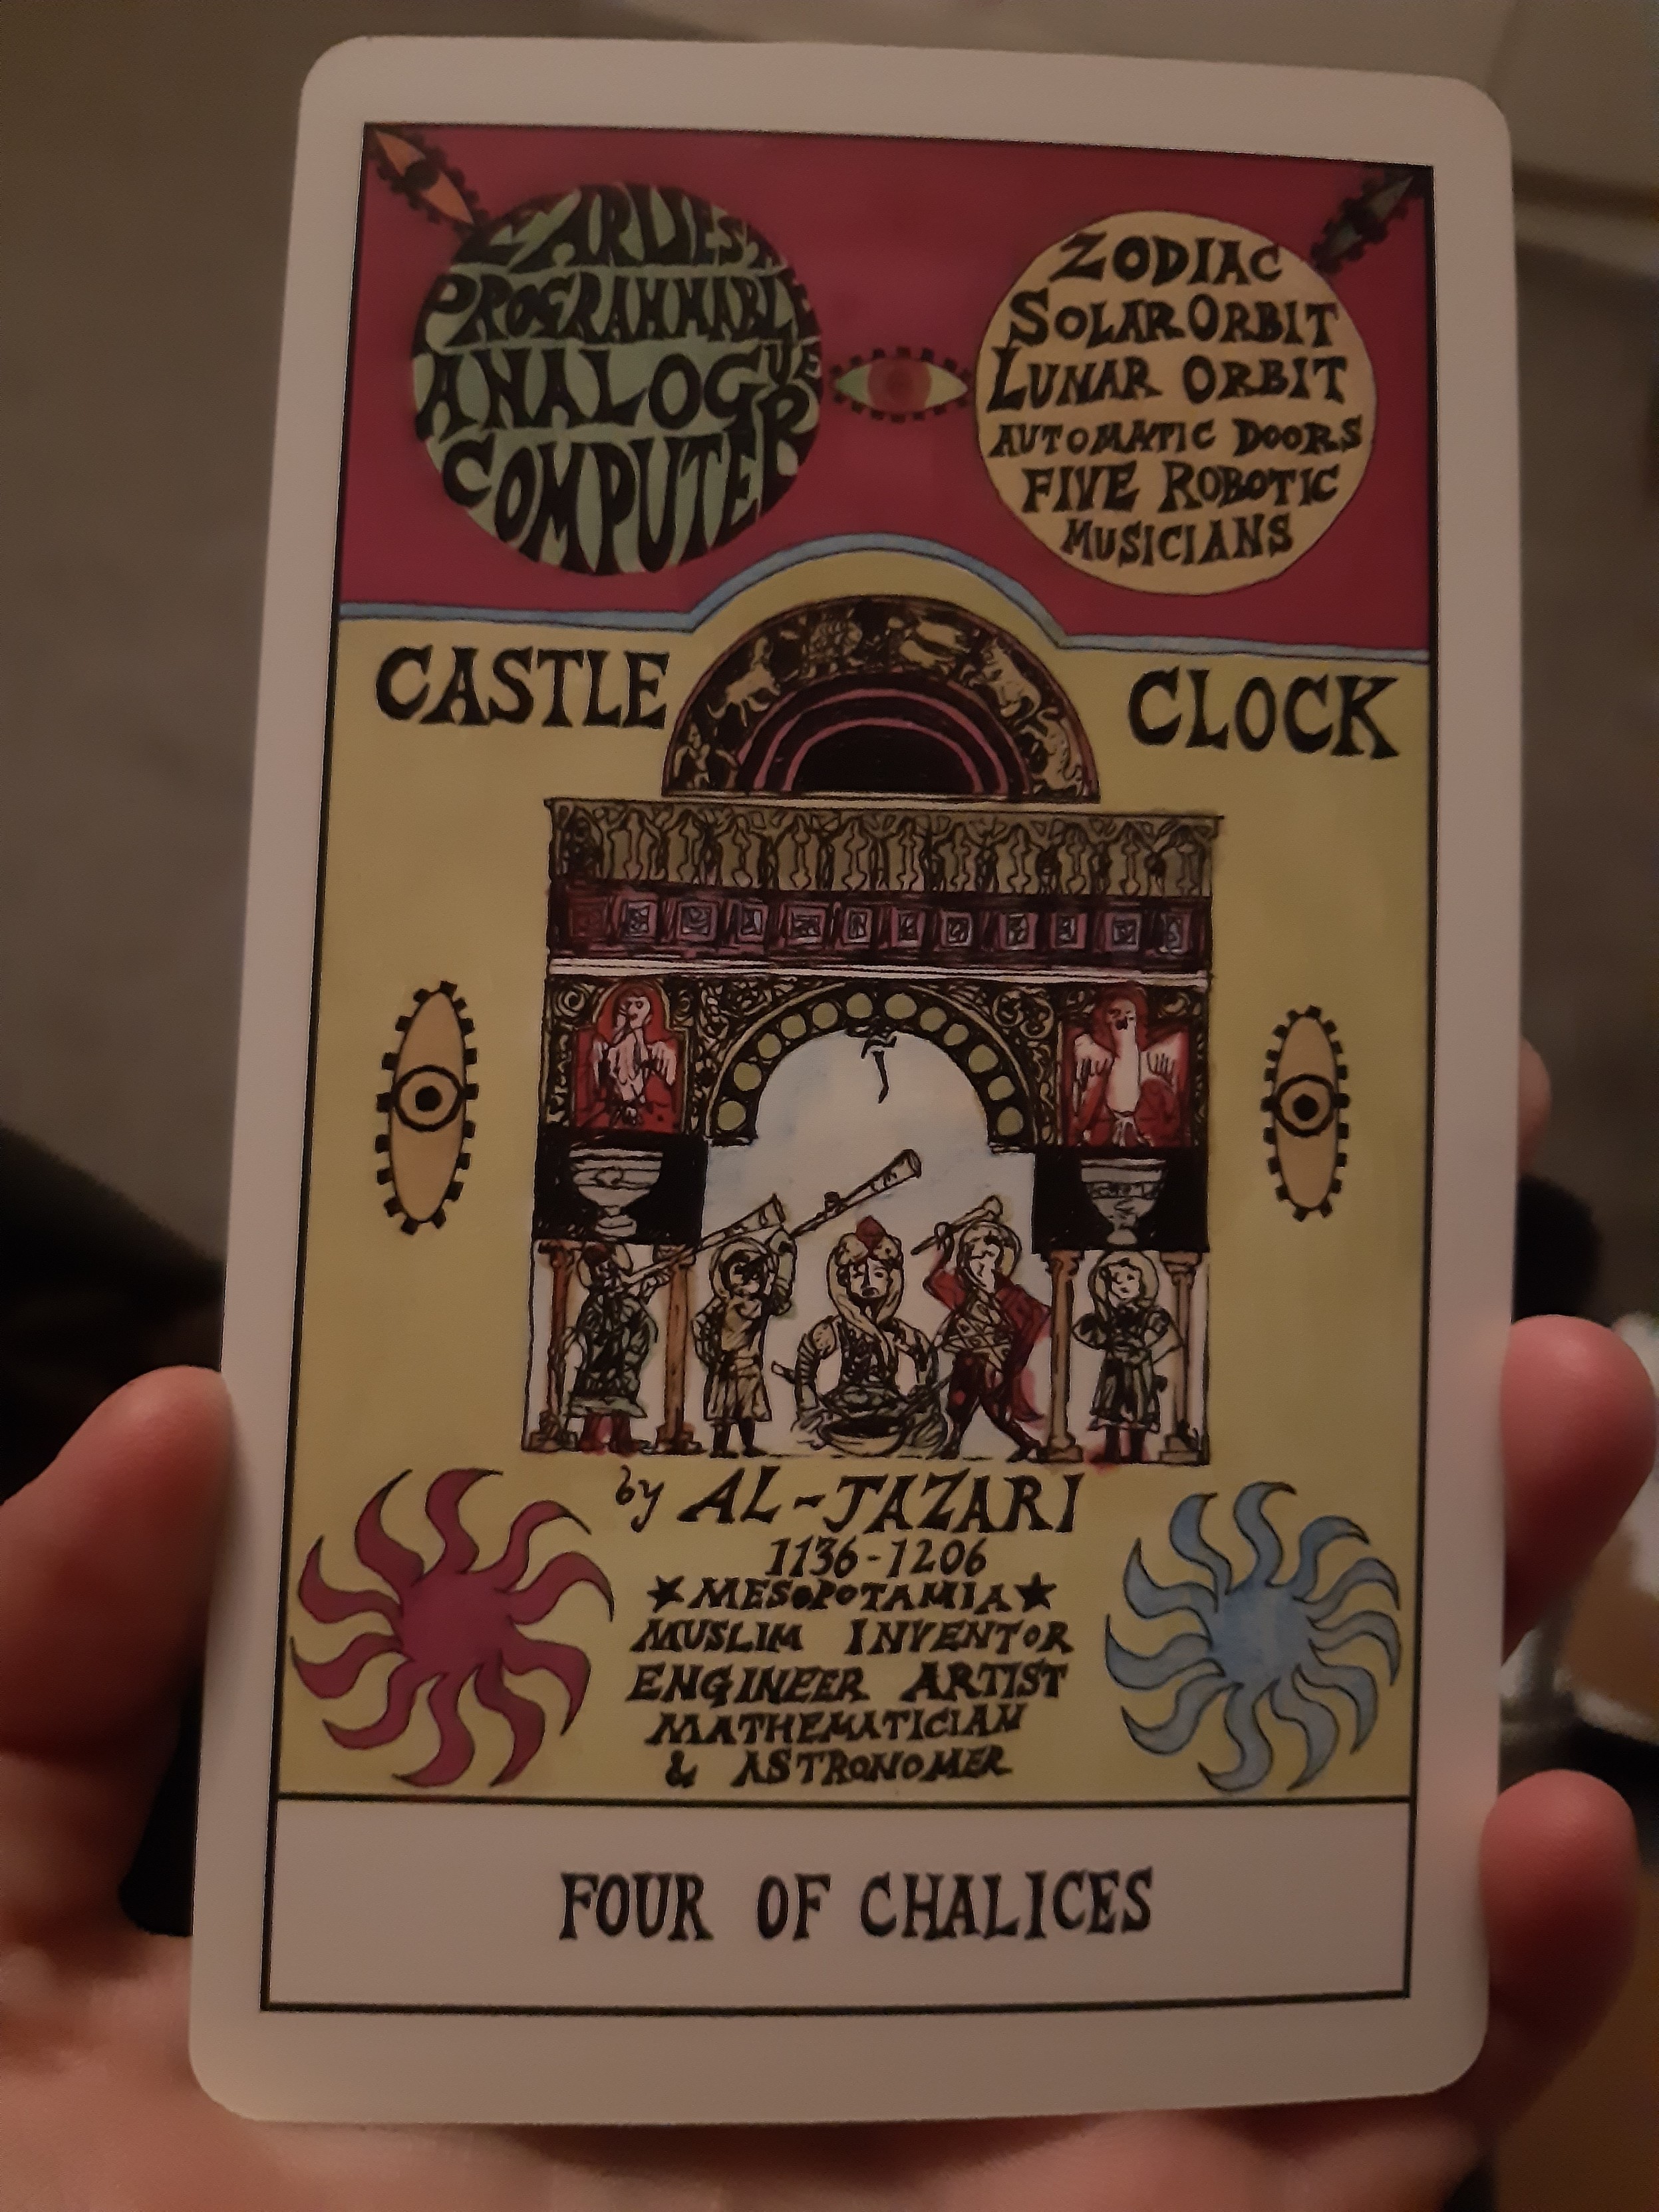 EARLIEST
PROGRAMMABLE
ANALOGUE
COMPUTER
ZODIAC
SOLAR ORBIT
LUNAR ORBIT
AUTOMATIC DOORS
FIVE ROBOTIC
MUSICIANS
CASTLE CLOCK
by AL-JAZARI
1136-1206
★MESOPOTAMIA★
MUSLIM INVENTOR
ENGINEER ARTIST
MATHEMATICIAN
& ASTRONOMER
FOUR OF CHALICES